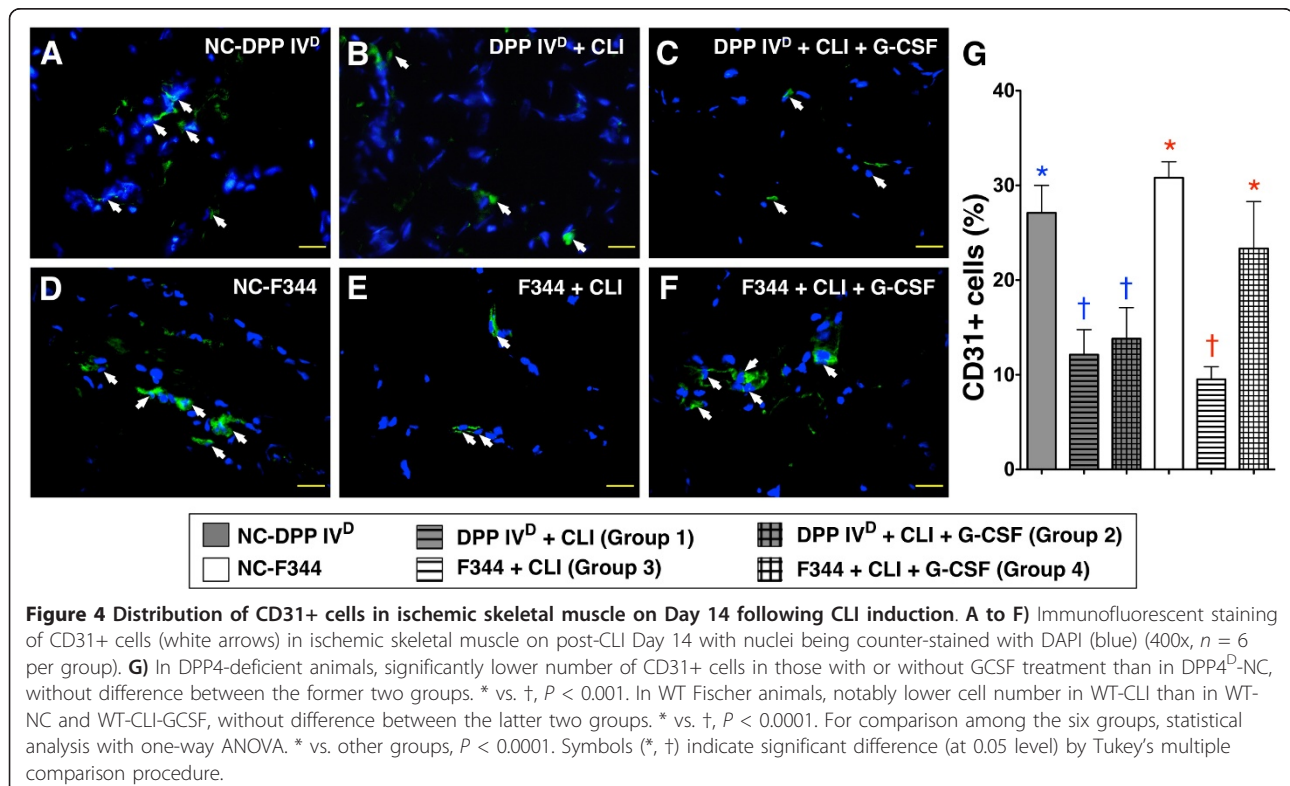 A NC-DPP IVᴰ
B DPP IVᴰ + CLI
C DPP IVᴰ + CLI + G-CSF
D NC-F344
E F344 + CLI
F F344 + CLI + G-CSF
G
CD31+ cells (%)
40
30
20
10
0
*
†
†
*
†
*
NC-DPP IVᴰ
DPP IVᴰ + CLI (Group 1)
DPP IVᴰ + CLI + G-CSF (Group 2)
NC-F344
F344 + CLI (Group 3)
F344 + CLI + G-CSF (Group 4)
Figure 4 Distribution of CD31+ cells in ischemic skeletal muscle on Day 14 following CLI induction. A to F) Immunofluorescent staining
of CD31+ cells (white arrows) in ischemic skeletal muscle on post-CLI Day 14 with nuclei being counter-stained with DAPI (blue) (400x, n = 6
per group). G) In DPP4-deficient animals, significantly lower number of CD31+ cells in those with or without GCSF treatment than in DPP4ᴰ-NC,
without difference between the former two groups. * vs. †, P < 0.001. In WT Fischer animals, notably lower cell number in WT-CLI than in WT-
NC and WT-CLI-GCSF, without difference between the latter two groups. * vs. †, P < 0.0001. For comparison among the six groups, statistical
analysis with one-way ANOVA. * vs. other groups, P < 0.0001. Symbols (*, †) indicate significant difference (at 0.05 level) by Tukey's multiple
comparison procedure.